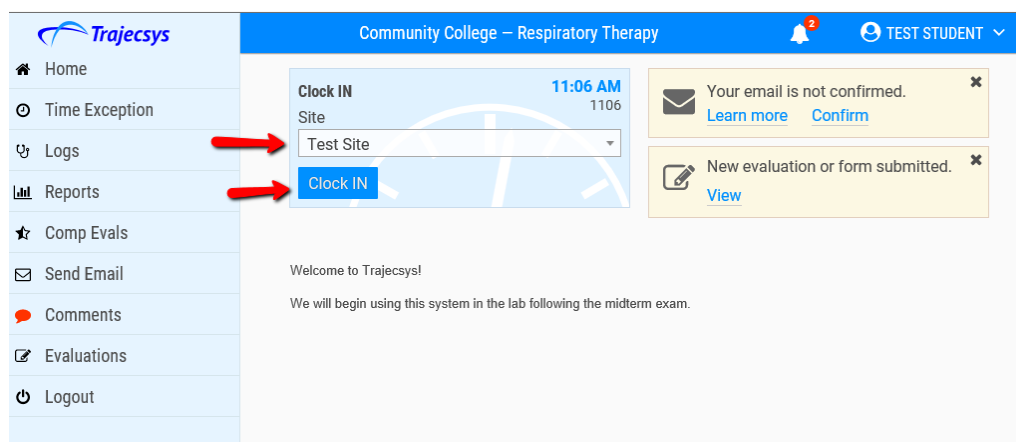 Trajecsys
Community College – Respiratory Therapy
2
TEST STUDENT
Home
Time Exception
Logs
Reports
Comp Evals
Send Email
Comments
Evaluations
Logout
Clock IN
11:06 AM
1106
Site
Test Site
Clock IN
Your email is not confirmed.
Learn more Confirm
New evaluation or form submitted.
View
Welcome to Trajecsys!
We will begin using this system in the lab following the midterm exam.